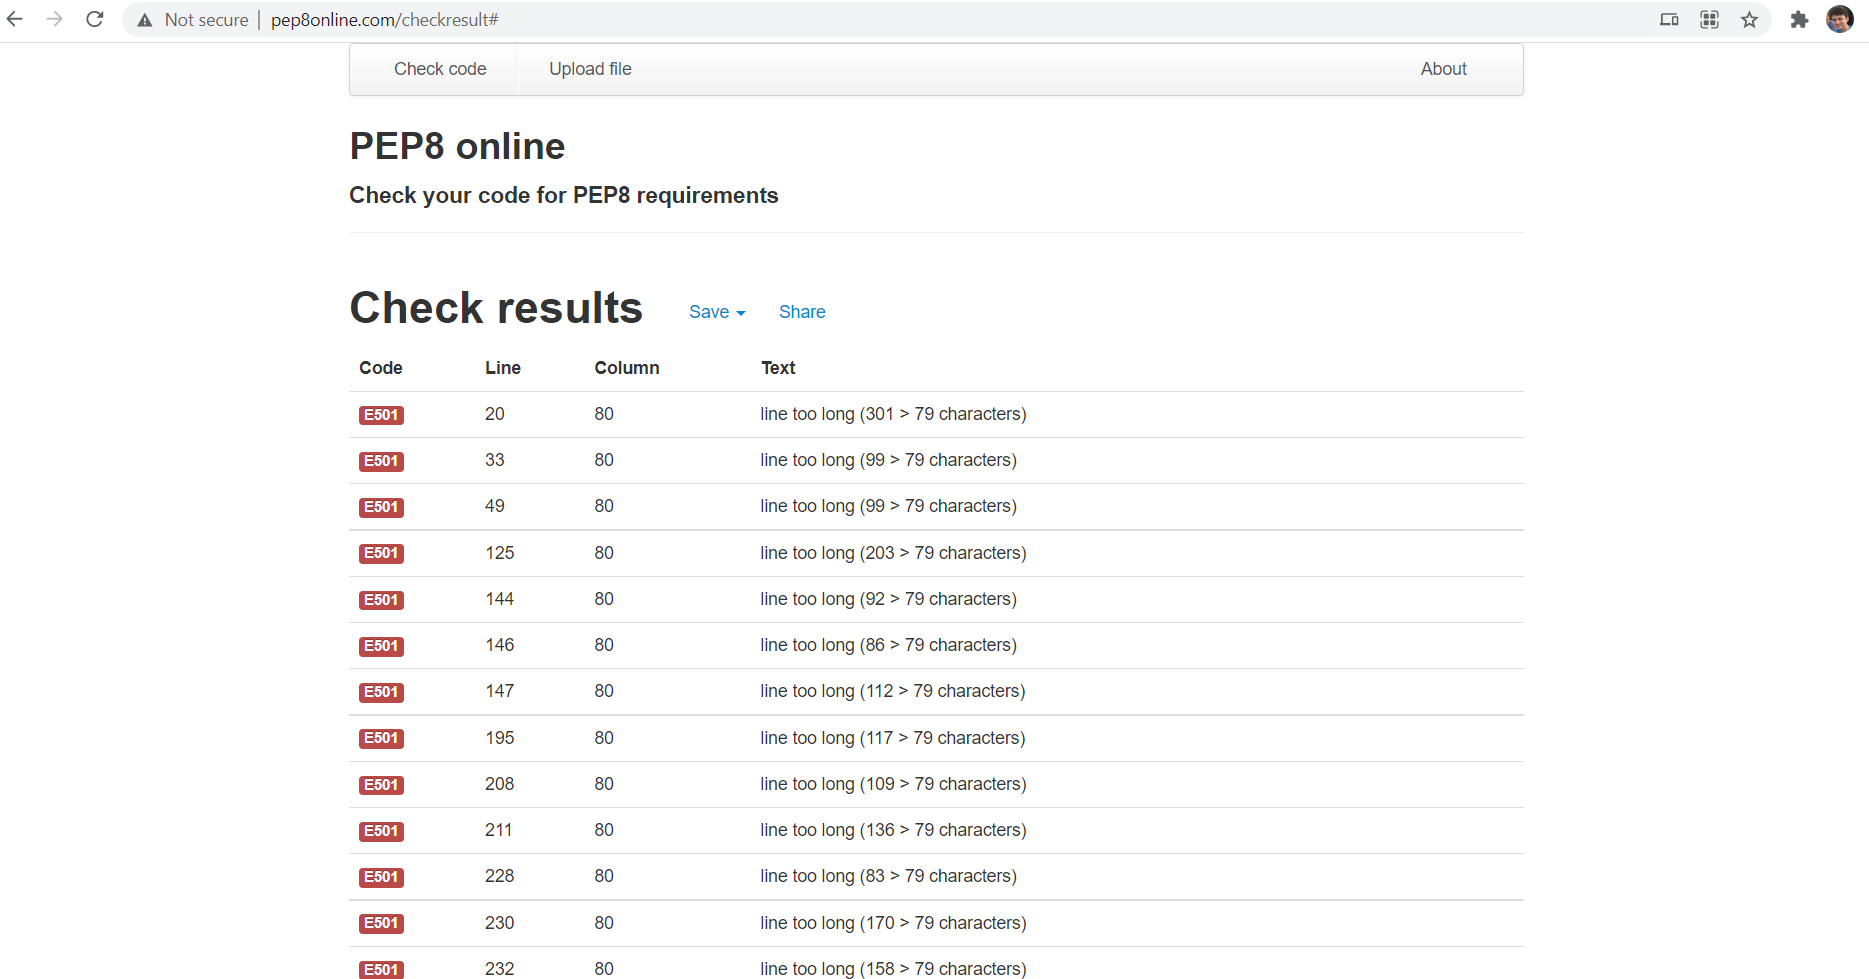 Not secure | pep8online.com/checkresult#
Check code Upload file About
PEP8 online
Check your code for PEP8 requirements
Check results Save Share
Code Line Column Text
E501 20 80 line too long (301 > 79 characters)
E501 33 80 line too long (99 > 79 characters)
E501 49 80 line too long (99 > 79 characters)
E501 125 80 line too long (203 > 79 characters)
E501 144 80 line too long (92 > 79 characters)
E501 146 80 line too long (86 > 79 characters)
E501 147 80 line too long (112 > 79 characters)
E501 195 80 line too long (117 > 79 characters)
E501 208 80 line too long (109 > 79 characters)
E501 211 80 line too long (136 > 79 characters)
E501 228 80 line too long (83 > 79 characters)
E501 230 80 line too long (170 > 79 characters)
E501 232 80 line too long (158 > 79 characters)